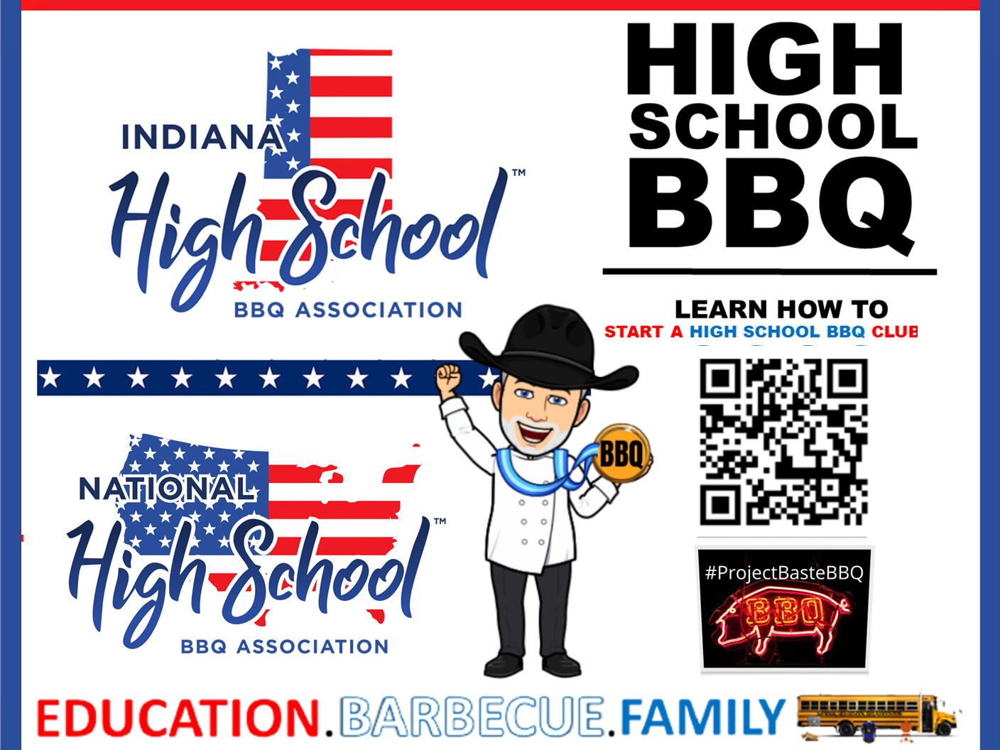 INDIANA
High School™
BBQ ASSOCIATION
HIGH
SCHOOL
BBQ
LEARN HOW TO
START A HIGH SCHOOL BBQ CLUB
NATIONAL
High School™
BBQ ASSOCIATION
BBQ
#ProjectBasteBBQ
BBQ
EDUCATION.BARBECUE.FAMILY